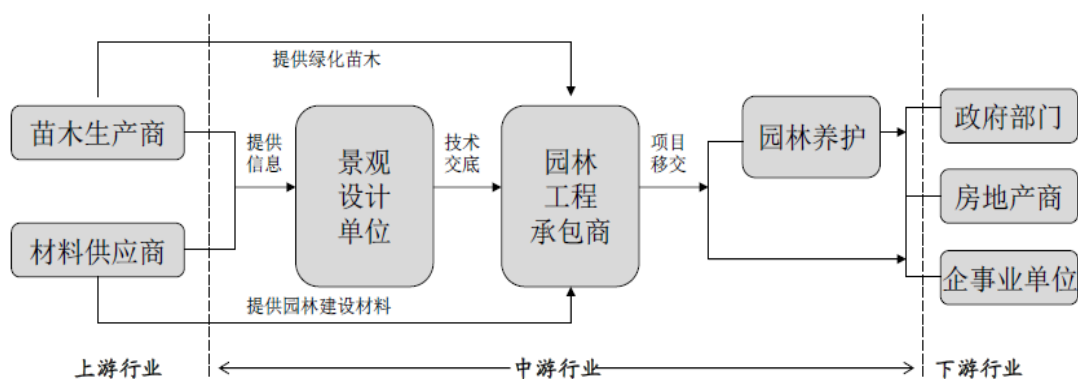 提供绿化苗木
苗木生产商
材料供应商
提供
信息
景观
设计
单位
技术
交底
园林
工程
承包商
项目
移交
园林养护
政府部门
房地产商
企事业单位
提供园林建设材料
上游行业
中游行业
下游行业